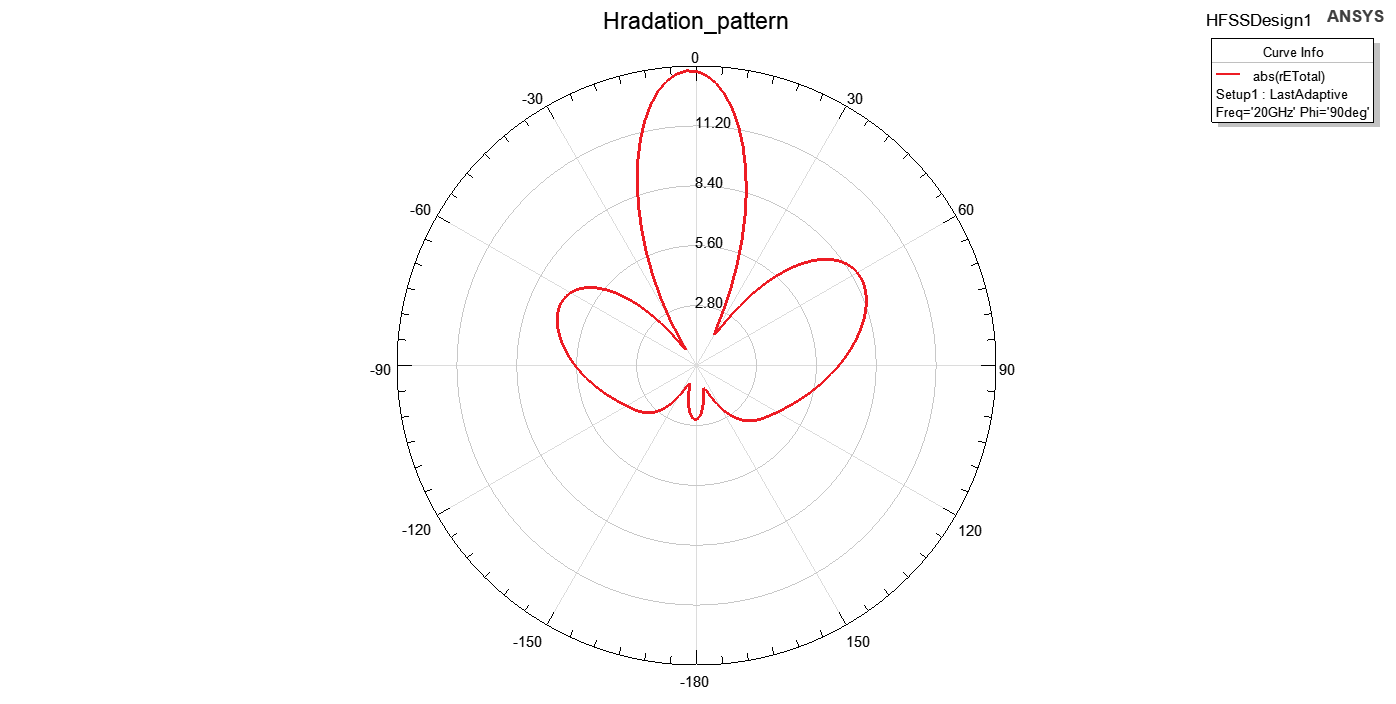 Hradation_pattern
HFSSDesign1
ANSYS
Curve Info
abs(rETotal)
Setup1 : LastAdaptive
Freq='20GHz' Phi='90deg'
0
-30
30
11.20
8.40
-60
60
5.60
2.80
-90
90
-120
120
-150
150
-180